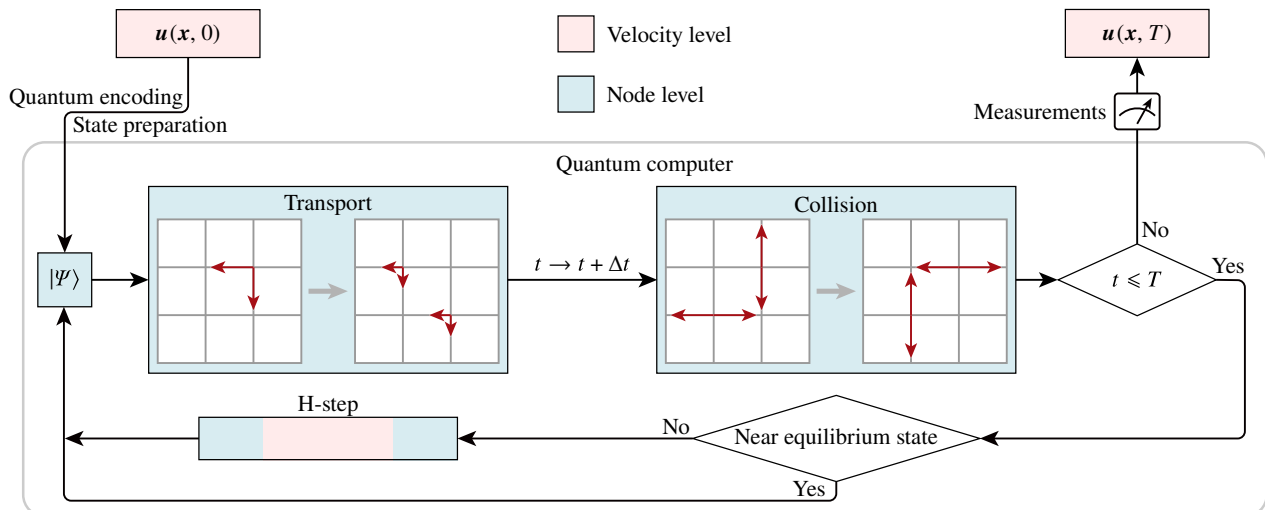 u(x, 0)
Velocity level
u(x, T)
Quantum encoding
Node level
State preparation
Measurements
Quantum computer
Transport
Collision
No
|Ψ⟩
t → t + Δt
t ⩽ T
Yes
H-step
No
Near equilibrium state
Yes